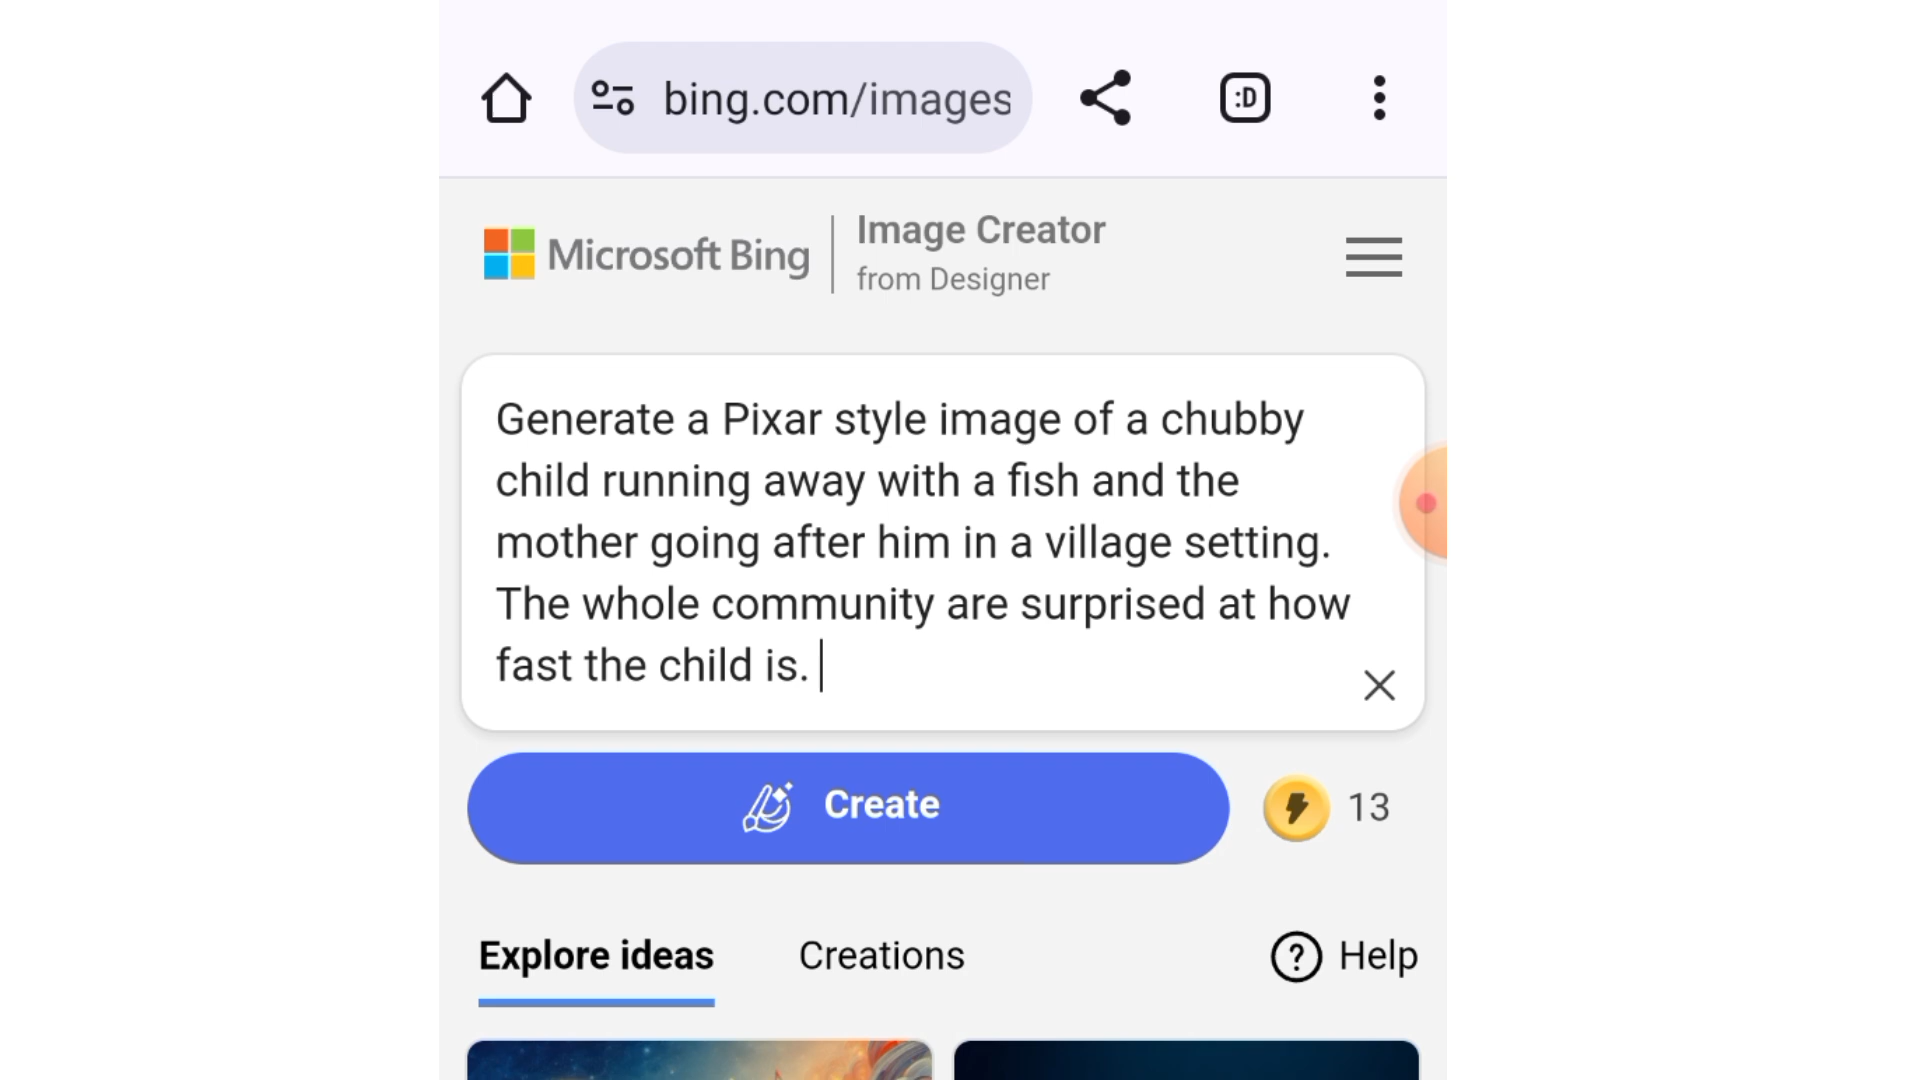 bing.com/images
:D
Microsoft Bing
Image Creator
from Designer
Generate a Pixar style image of a chubby
child running away with a fish and the
mother going after him in a village setting.
The whole community are surprised at how
fast the child is.
Create
13
Explore ideas
Creations
? Help